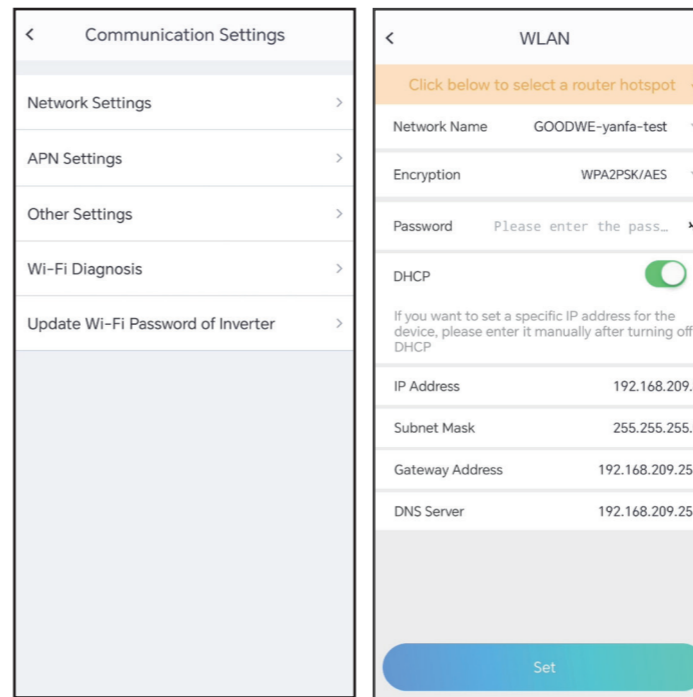 Communication Settings
Network Settings
APN Settings
Other Settings
Wi-Fi Diagnosis
Update Wi-Fi Password of Inverter
WLAN
Click below to select a router hotspot
Network Name GOODWE-yanfa-test
Encryption WPA2PSK/AES
Password Please enter the pass…
DHCP
If you want to set a specific IP address for the
device, please enter it manually after turning off
DHCP
IP Address 192.168.209.
Subnet Mask 255.255.255.
Gateway Address 192.168.209.25
DNS Server 192.168.209.25
Set